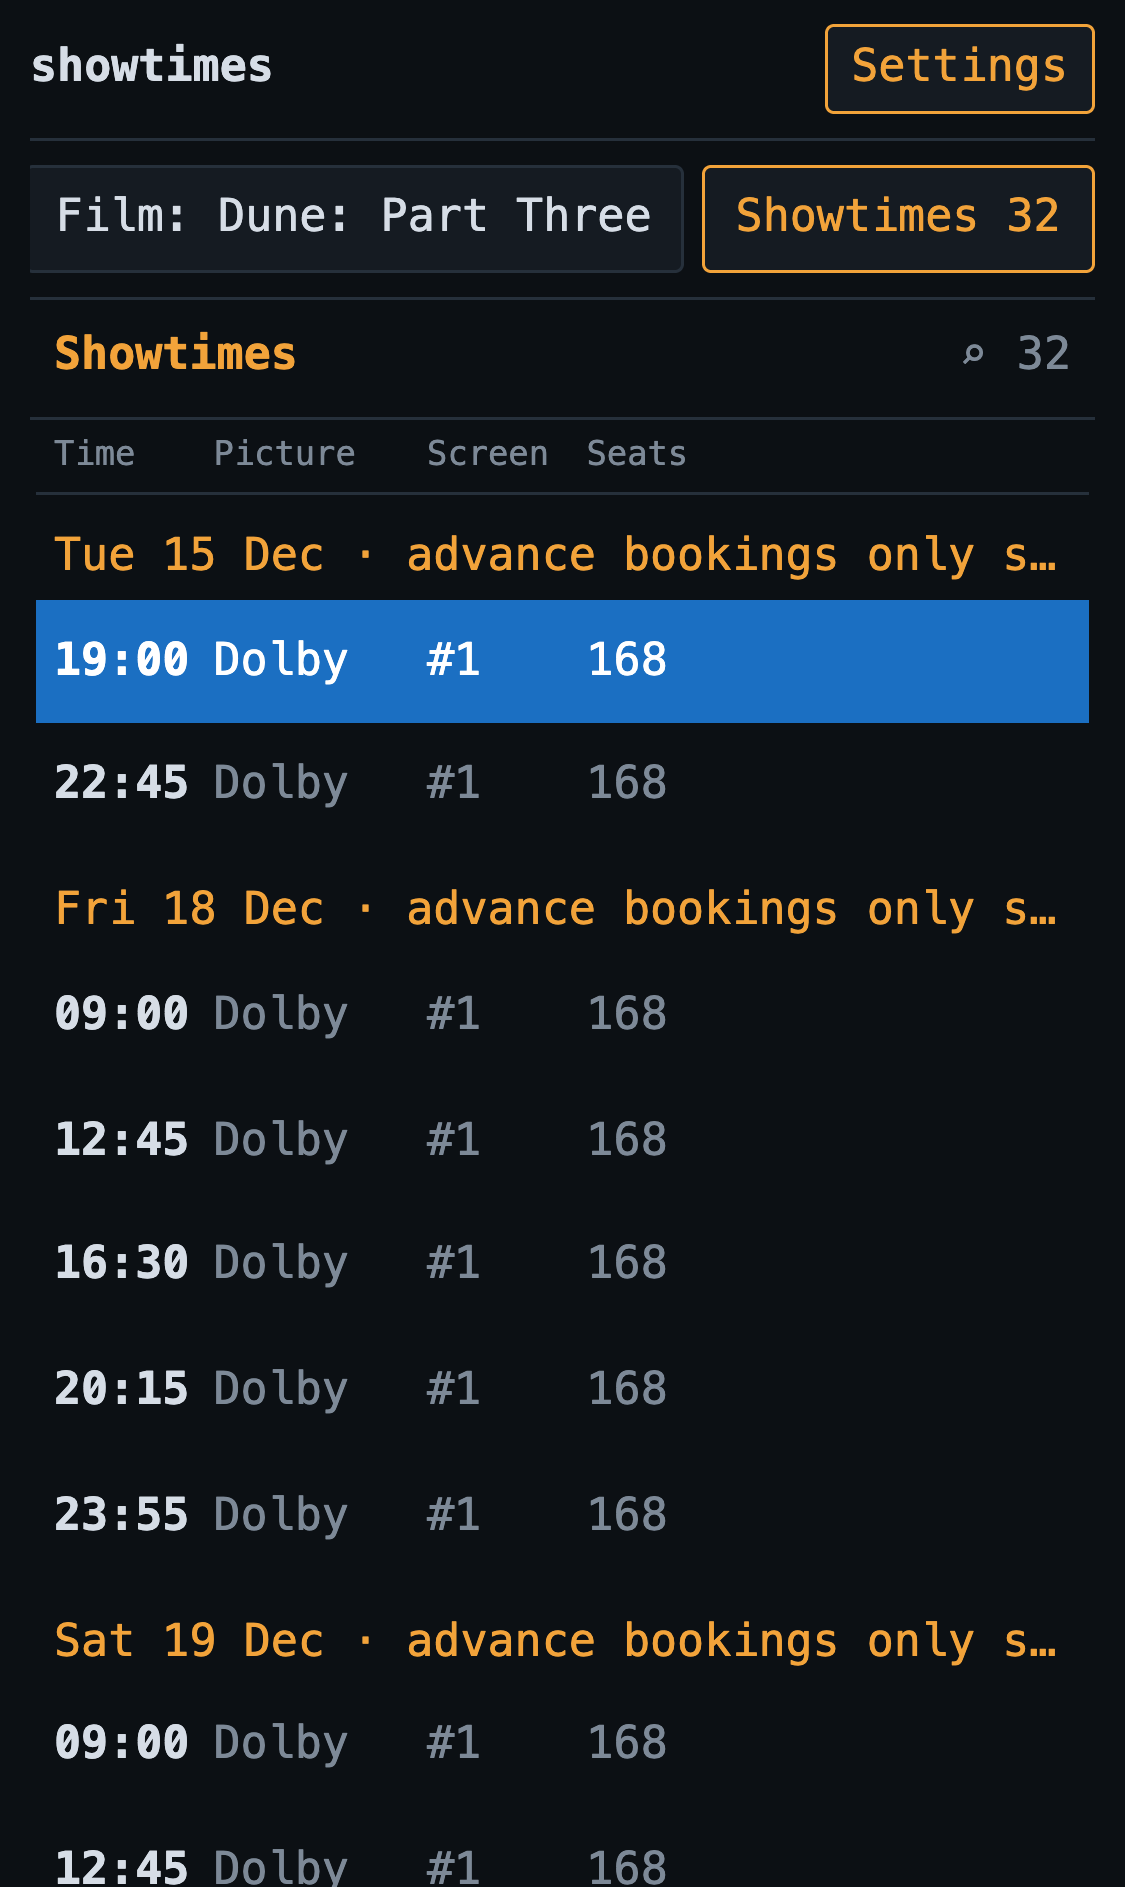 showtimes Settings
Film: Dune: Part Three Showtimes 32
Showtimes ⌕ 32
Time Picture Screen Seats
Tue 15 Dec · advance bookings only s…
19:00 Dolby #1 168
22:45 Dolby #1 168
Fri 18 Dec · advance bookings only s…
09:00 Dolby #1 168
12:45 Dolby #1 168
16:30 Dolby #1 168
20:15 Dolby #1 168
23:55 Dolby #1 168
Sat 19 Dec · advance bookings only s…
09:00 Dolby #1 168
12:45 Dolby #1 168